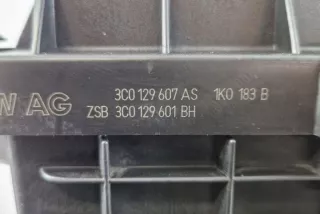 3C0 129 607 AS 1K0 183 B
W AG
ZSB 3C0 129 601 BH